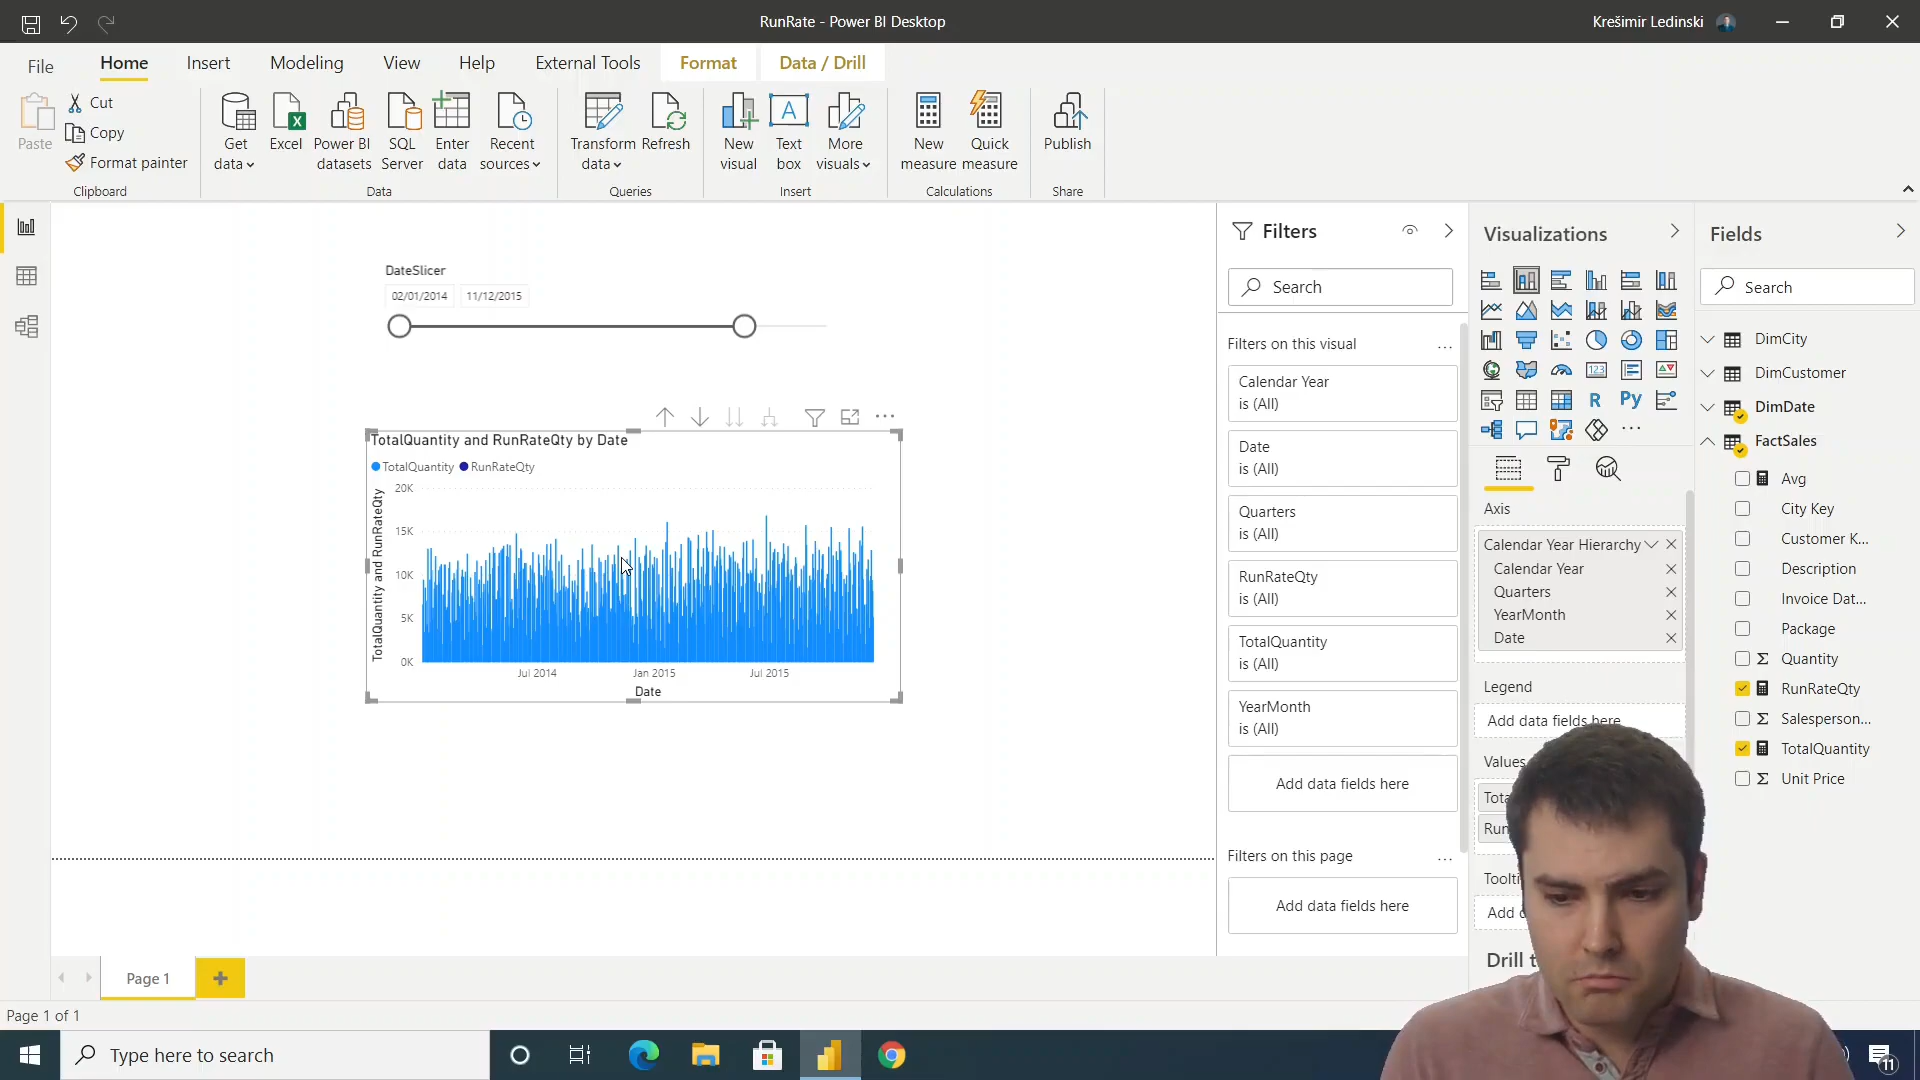 RunRate - Power BI Desktop
Krešimir Ledinski
File
Home
Insert
Modeling
View
Help
External Tools
Format
Data / Drill
Paste
Cut
Copy
Format painter
Clipboard
Get data
Excel
Power BI datasets
SQL Server
Enter data
Recent sources
Data
Transform data
Refresh
Queries
New visual
Text box
More visuals
Insert
New measure
Quick measure
Calculations
Publish
Share
DateSlicer
02/01/2014
11/12/2015
TotalQuantity and RunRateQty by Date
TotalQuantity
RunRateQty
TotalQuantity and RunRateQty
20K
15K
10K
5K
0K
Jul 2014
Jan 2015
Jul 2015
Date
Filters
Search
Filters on this visual
Calendar Year
is (All)
Date
is (All)
Quarters
is (All)
RunRateQty
is (All)
TotalQuantity
is (All)
YearMonth
is (All)
Add data fields here
Filters on this page
Add data fields here
Visualizations
123
R
Py
Axis
Calendar Year Hierarchy
Calendar Year
Quarters
YearMonth
Date
Legend
Add data fields here
Values
Tota
Run
Toolti
Add d
Drill t
Fields
Search
DimCity
DimCustomer
DimDate
FactSales
Avg
City Key
Customer K...
Description
Invoice Dat...
Package
Σ Quantity
RunRateQty
Σ Salesperson...
TotalQuantity
Σ Unit Price
Page 1
Page 1 of 1
Type here to search
11